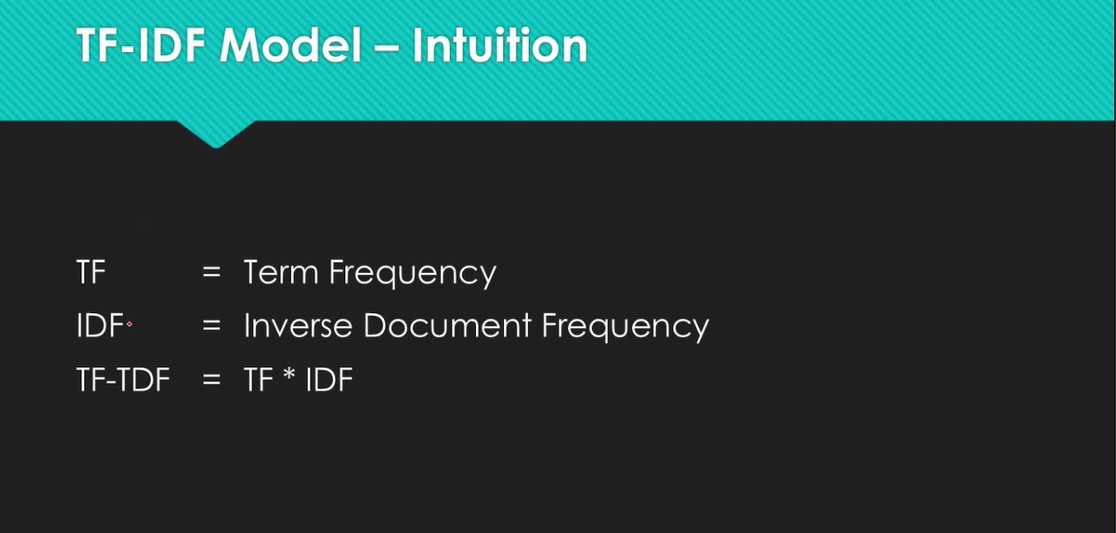 TF-IDF Model – Intuition
TF = Term Frequency
IDF = Inverse Document Frequency
TF-TDF = TF * IDF